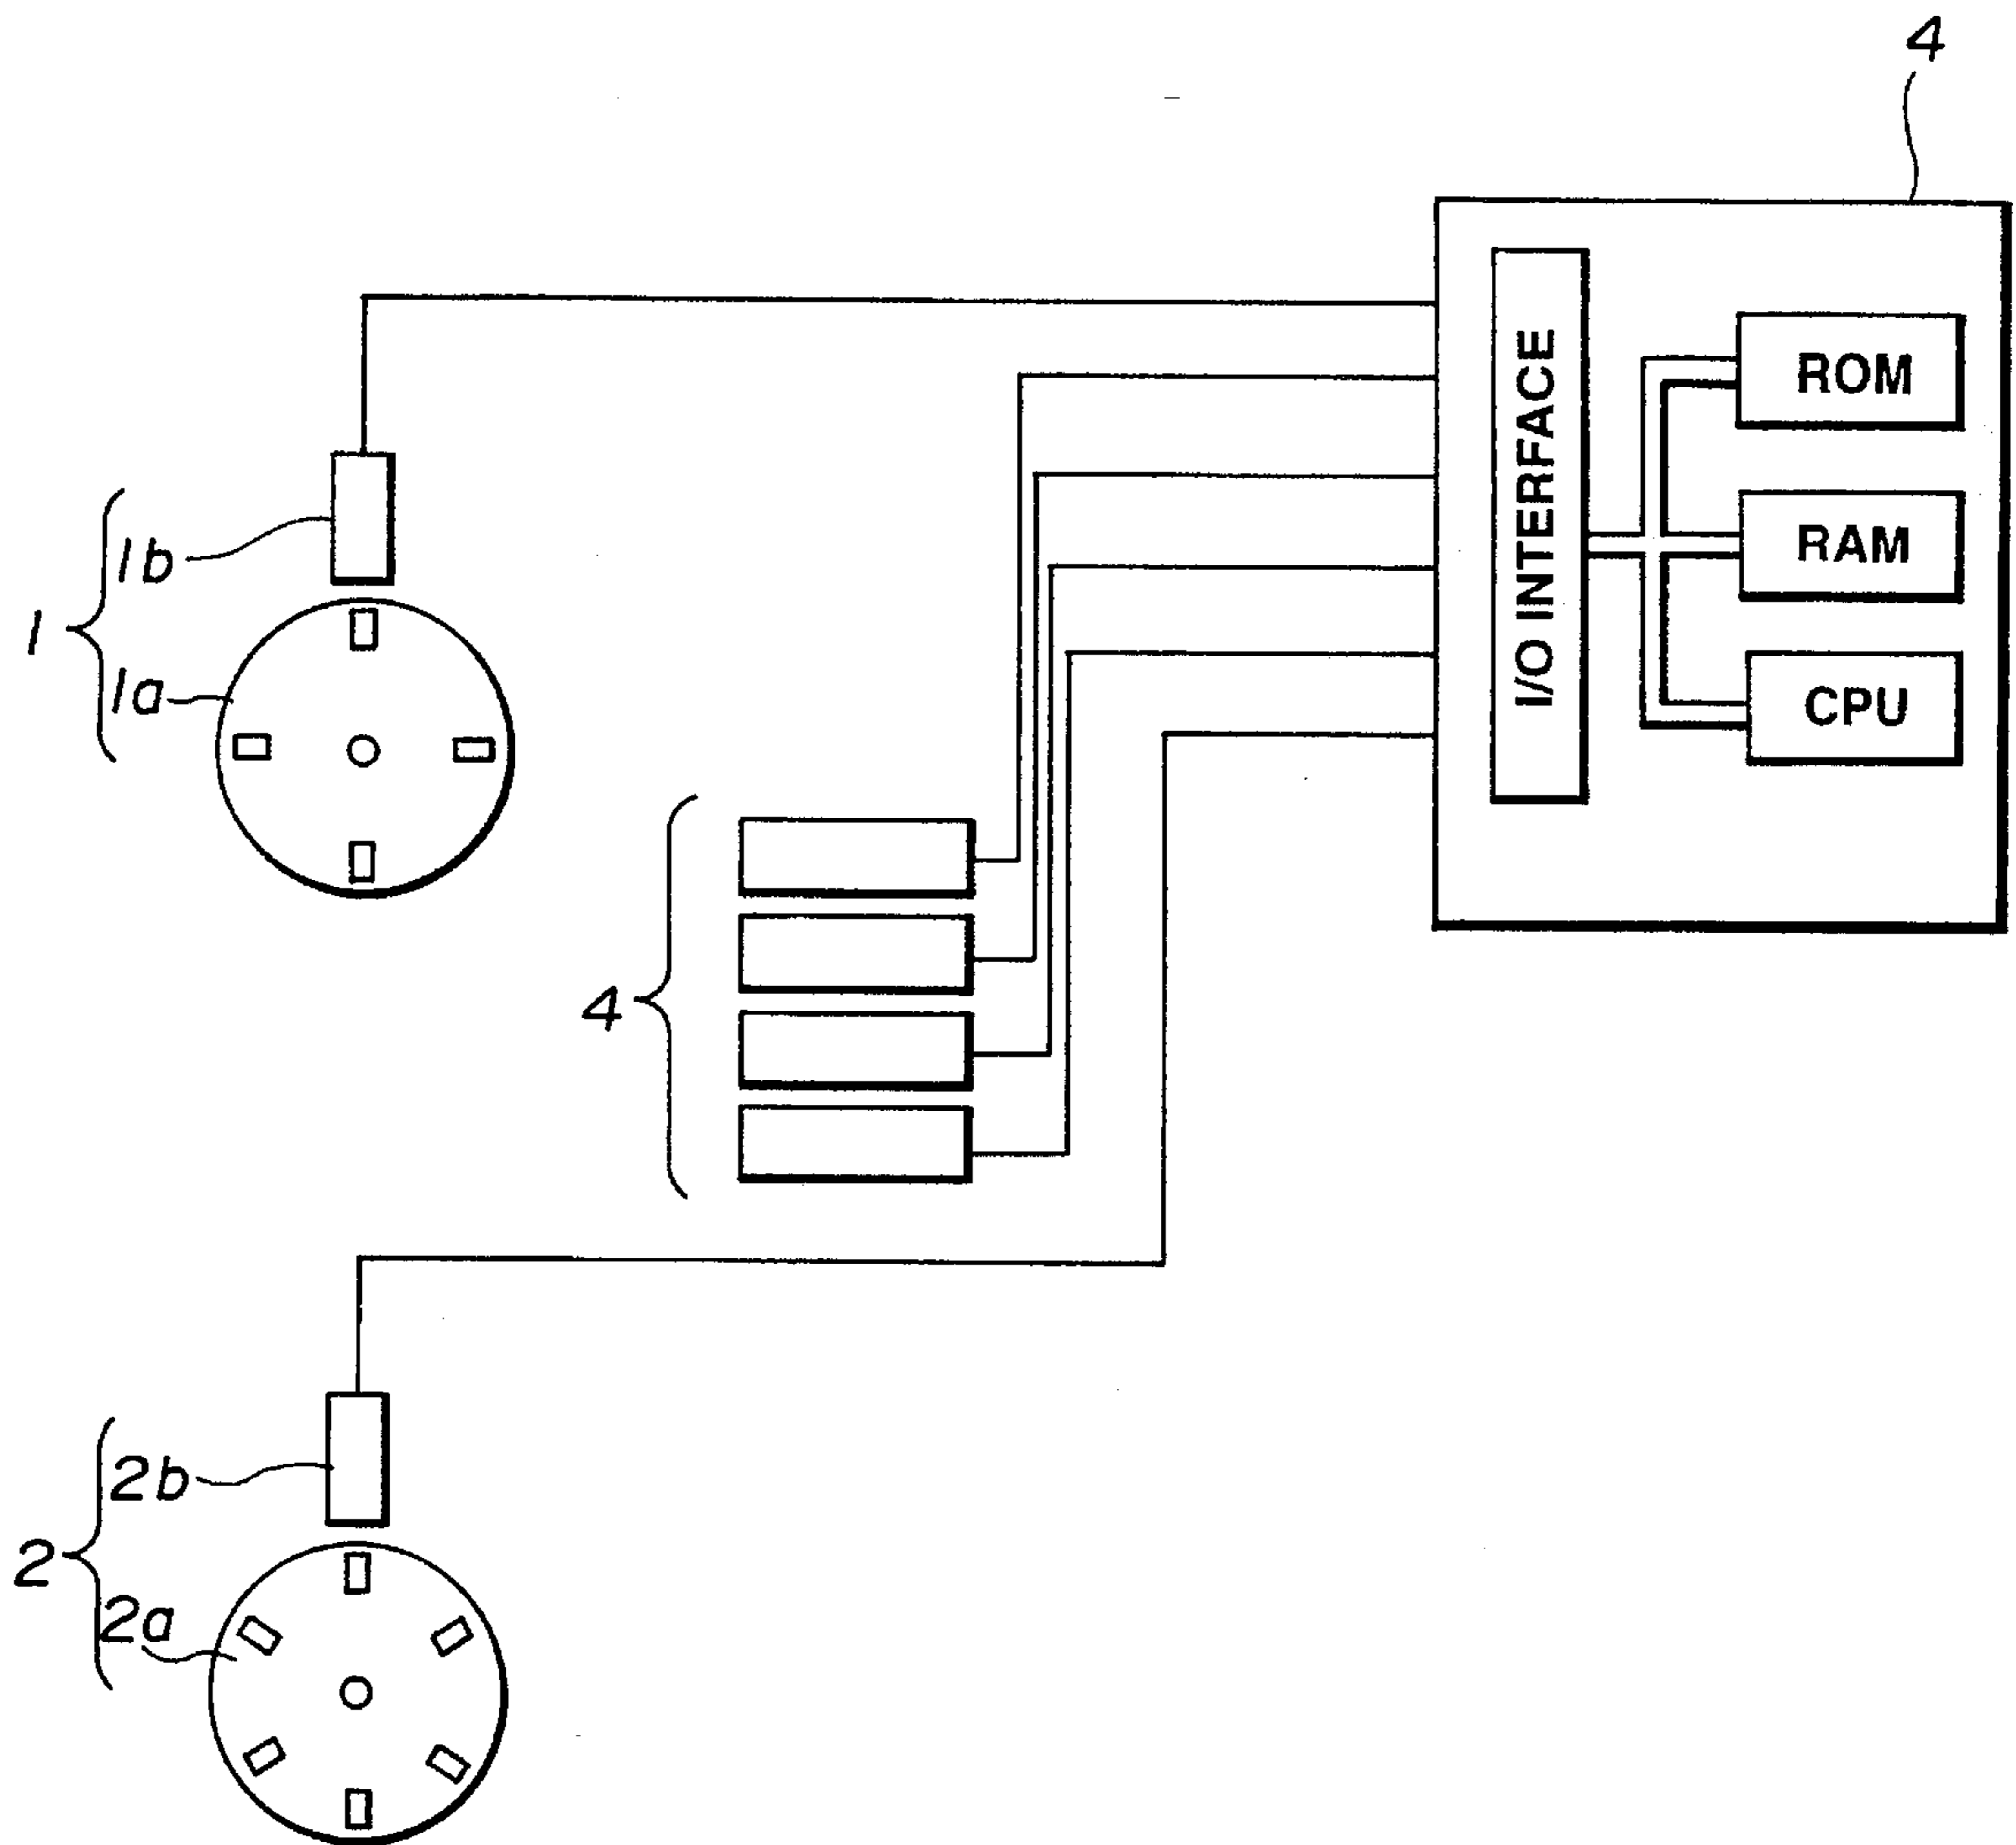 4
I/O INTERFACE
ROM
RAM
CPU
1b
1
1a
4
2b
2
2a